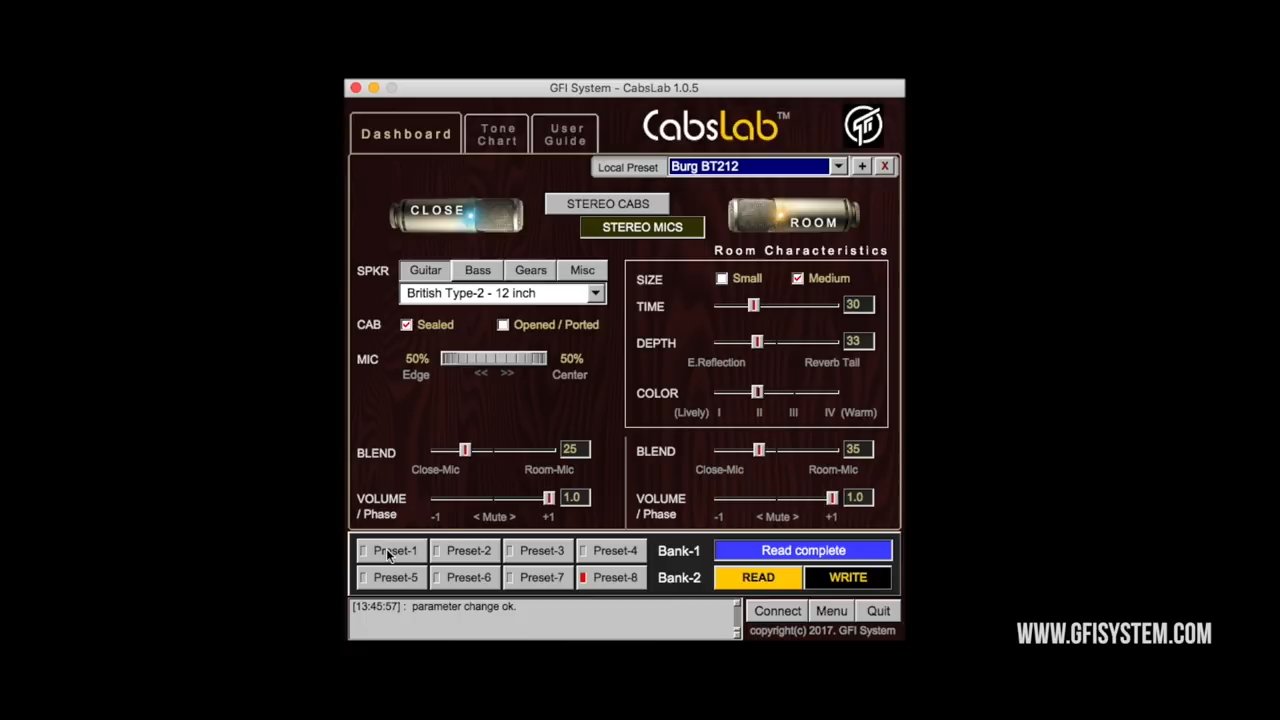 GFI System - CabsLab 1.0.5
Dashboard
Tone Chart
User Guide
CabsLab™
GFI
Local Preset
Burg BT212
+
X
CLOSE
STEREO CABS
STEREO MICS
ROOM
Room Characteristics
SPKR
Guitar
Bass
Gears
Misc
British Type-2 - 12 inch
CAB
Sealed
Opened / Ported
MIC
50%
Edge
<< >>
50%
Center
SIZE
Small
Medium
TIME
30
DEPTH
33
E.Reflection
Reverb Tail
COLOR
(Lively) I II III IV (Warm)
BLEND
25
Close-Mic
Room-Mic
VOLUME
/ Phase
1.0
-1 < Mute > +1
BLEND
35
Close-Mic
Room-Mic
VOLUME
/ Phase
1.0
-1 < Mute > +1
Preset-1
Preset-2
Preset-3
Preset-4
Bank-1
Read complete
Preset-5
Preset-6
Preset-7
Preset-8
Bank-2
READ
WRITE
[13:45:57] : parameter change ok.
Connect
Menu
Quit
copyright(c) 2017. GFI System
WWW.GFISYSTEM.COM